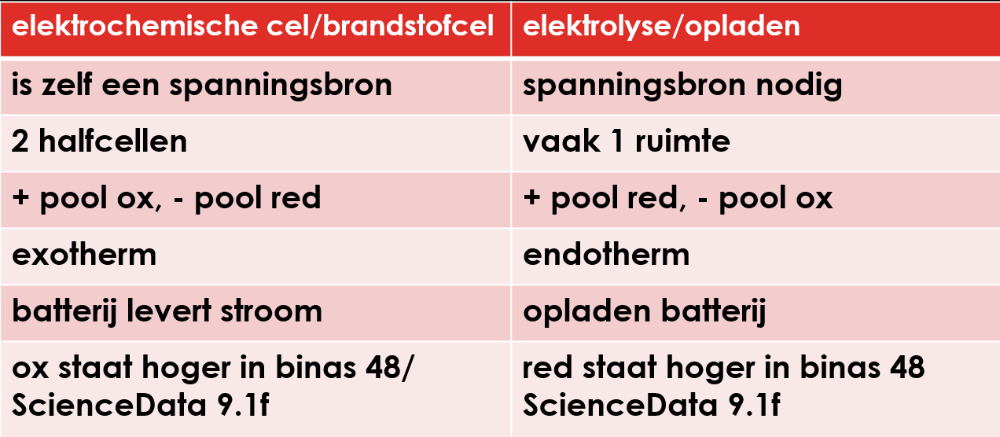 elektrochemische cel/brandstofcel
elektrolyse/opladen
is zelf een spanningsbron
spanningsbron nodig
2 halfcellen
vaak 1 ruimte
+ pool ox, - pool red
+ pool red, - pool ox
exotherm
endotherm
batterij levert stroom
opladen batterij
ox staat hoger in binas 48/
ScienceData 9.1f
red staat hoger in binas 48
ScienceData 9.1f